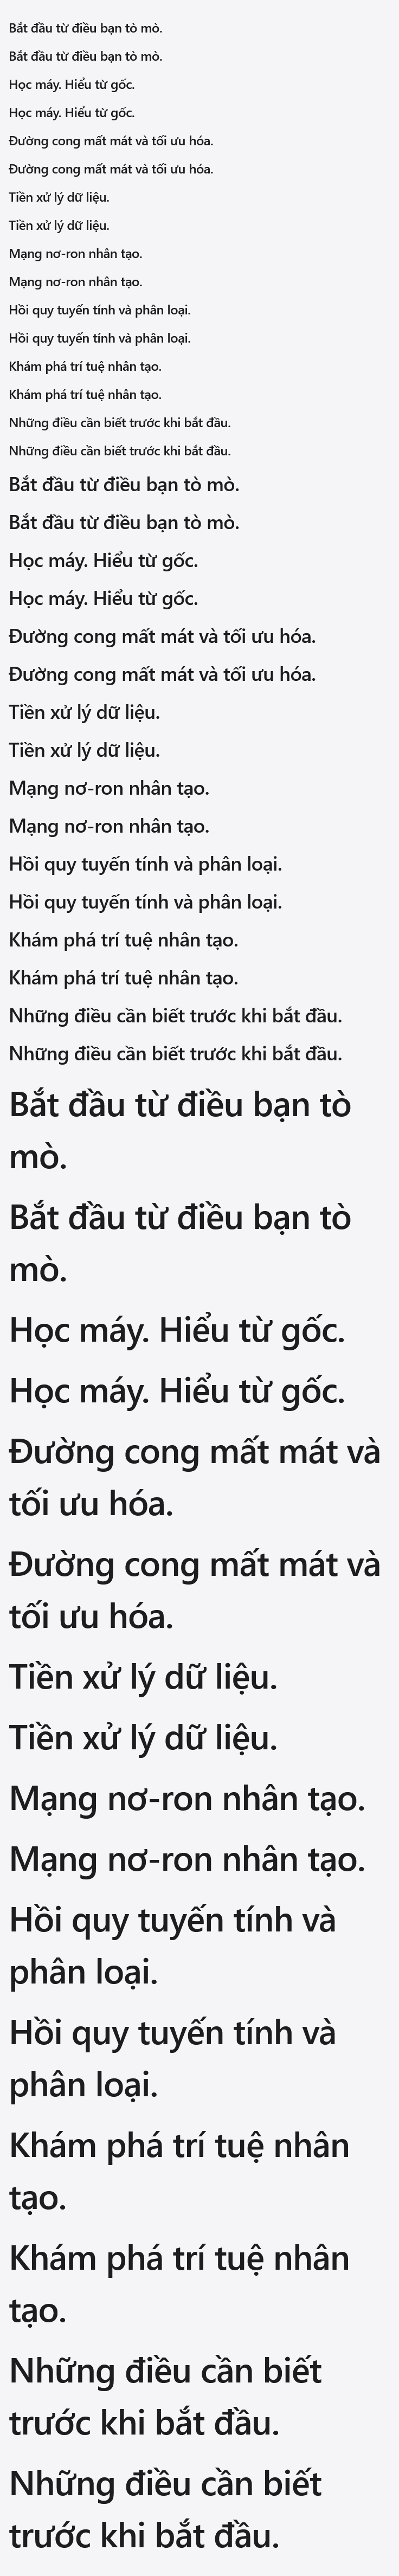 Bắt đầu từ điều bạn tò mò.
Bắt đầu từ điều bạn tò mò.
Học máy. Hiểu từ gốc.
Học máy. Hiểu từ gốc.
Đường cong mất mát và tối ưu hóa.
Đường cong mất mát và tối ưu hóa.
Tiền xử lý dữ liệu.
Tiền xử lý dữ liệu.
Mạng nơ-ron nhân tạo.
Mạng nơ-ron nhân tạo.
Hồi quy tuyến tính và phân loại.
Hồi quy tuyến tính và phân loại.
Khám phá trí tuệ nhân tạo.
Khám phá trí tuệ nhân tạo.
Những điều cần biết trước khi bắt đầu.
Những điều cần biết trước khi bắt đầu.
Bắt đầu từ điều bạn tò mò.
Bắt đầu từ điều bạn tò mò.
Học máy. Hiểu từ gốc.
Học máy. Hiểu từ gốc.
Đường cong mất mát và tối ưu hóa.
Đường cong mất mát và tối ưu hóa.
Tiền xử lý dữ liệu.
Tiền xử lý dữ liệu.
Mạng nơ-ron nhân tạo.
Mạng nơ-ron nhân tạo.
Hồi quy tuyến tính và phân loại.
Hồi quy tuyến tính và phân loại.
Khám phá trí tuệ nhân tạo.
Khám phá trí tuệ nhân tạo.
Những điều cần biết trước khi bắt đầu.
Những điều cần biết trước khi bắt đầu.
Bắt đầu từ điều bạn tò
mò.
Bắt đầu từ điều bạn tò
mò.
Học máy. Hiểu từ gốc.
Học máy. Hiểu từ gốc.
Đường cong mất mát và
tối ưu hóa.
Đường cong mất mát và
tối ưu hóa.
Tiền xử lý dữ liệu.
Tiền xử lý dữ liệu.
Mạng nơ-ron nhân tạo.
Mạng nơ-ron nhân tạo.
Hồi quy tuyến tính và
phân loại.
Hồi quy tuyến tính và
phân loại.
Khám phá trí tuệ nhân
tạo.
Khám phá trí tuệ nhân
tạo.
Những điều cần biết
trước khi bắt đầu.
Những điều cần biết
trước khi bắt đầu.